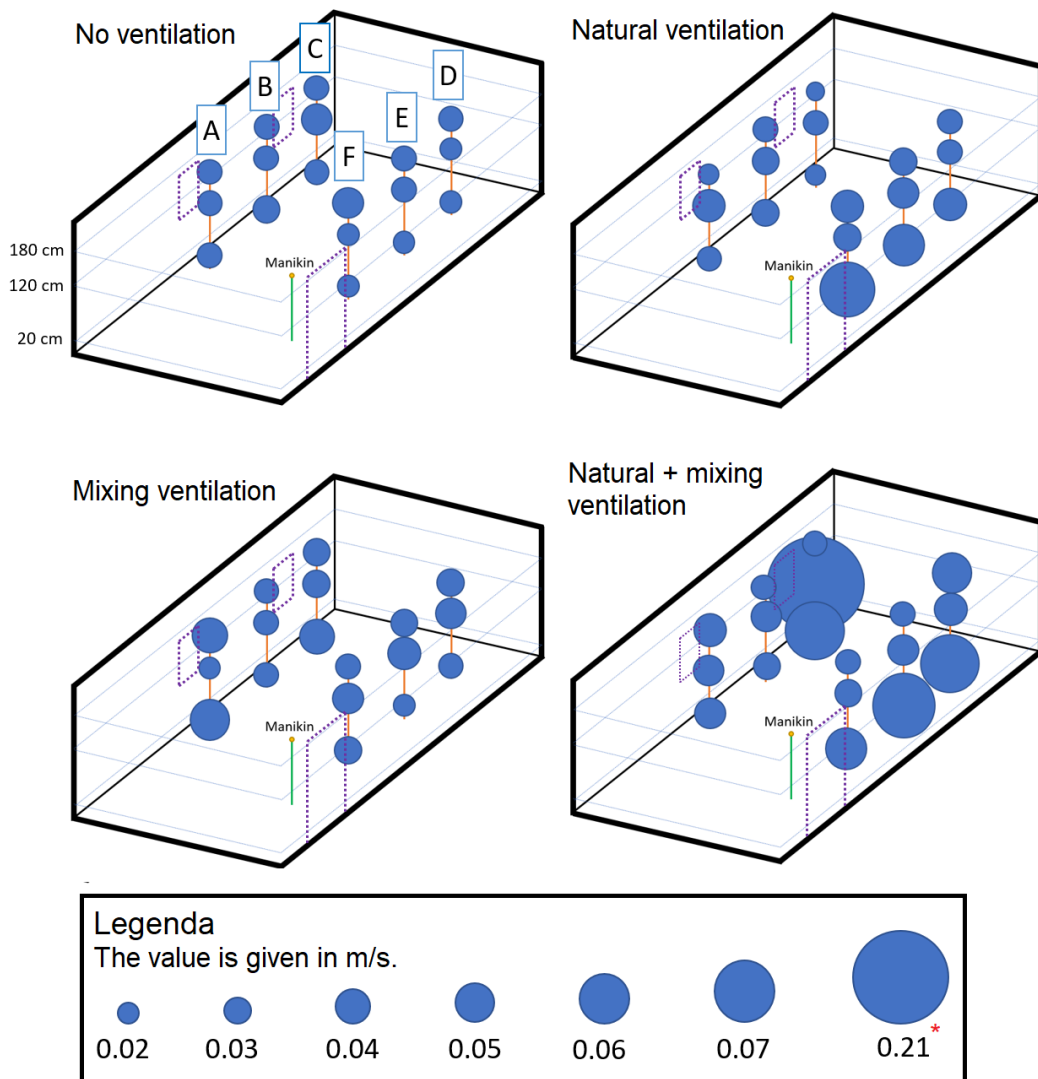 No ventilation
Natural ventilation
C
B
D
A
E
F
180 cm
120 cm
20 cm
Manikin
Manikin
Mixing ventilation
Natural + mixing
ventilation
Manikin
Manikin
Legenda
The value is given in m/s.
0.02 0.03 0.04 0.05 0.06 0.07 0.21 *